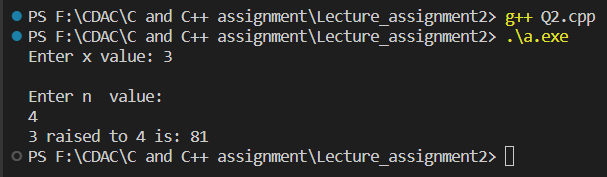 PS F:\CDAC\C and C++ assignment\Lecture_assignment2> g++ Q2.cpp
PS F:\CDAC\C and C++ assignment\Lecture_assignment2> .\a.exe
Enter x value: 3
Enter n  value:
4
3 raised to 4 is: 81
PS F:\CDAC\C and C++ assignment\Lecture_assignment2>